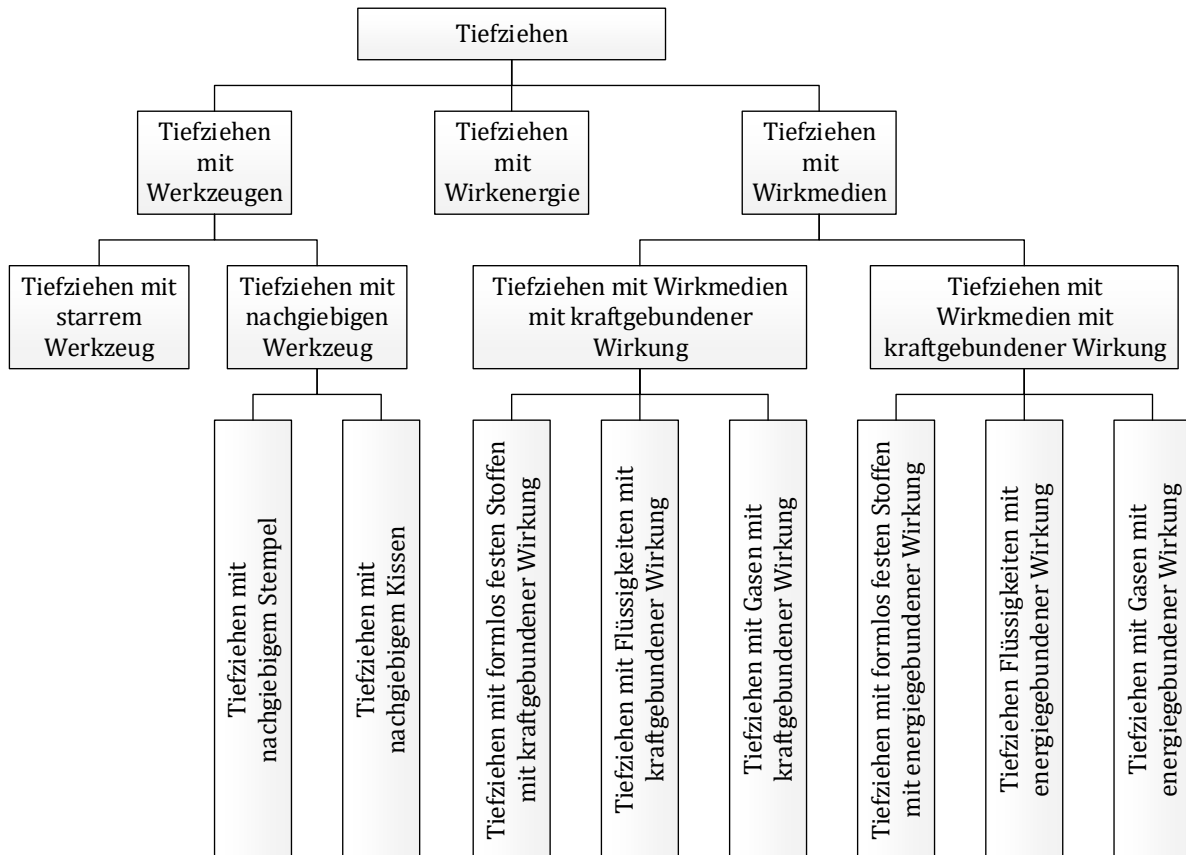 Tiefziehen
Tiefziehen
mit
Werkzeugen
Tiefziehen
mit
Wirkenergie
Tiefziehen
mit
Wirkmedien
Tiefziehen mit
starrem
Werkzeug
Tiefziehen mit
nachgiebigen
Werkzeug
Tiefziehen mit Wirkmedien
mit kraftgebundener
Wirkung
Tiefziehen mit
Wirkmedien mit
kraftgebundener Wirkung
Tiefziehen mit
nachgiebigem Stempel
Tiefziehen mit
nachgiebigem Kissen
Tiefziehen mit formlos festen Stoffen
mit kraftgebundener Wirkung
Tiefziehen mit Flüssigkeiten mit
kraftgebundener Wirkung
Tiefziehen mit Gasen mit
kraftgebundener Wirkung
Tiefziehen mit formlos festen Stoffen
mit energiegebundener Wirkung
Tiefziehen Flüssigkeiten mit
energiegebundener Wirkung
Tiefziehen mit Gasen mit
energiegebundener Wirkung